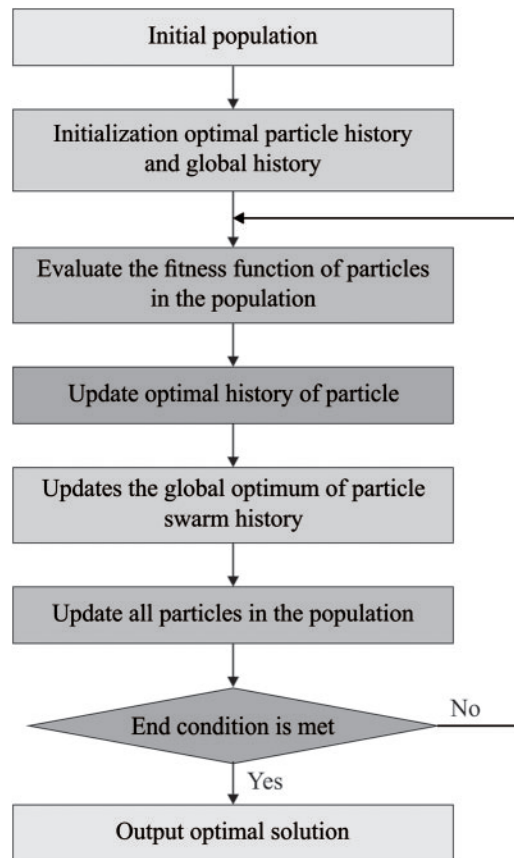 Initial population
Initialization optimal particle history
and global history
Evaluate the fitness function of particles
in the population
Update optimal history of particle
Updates the global optimum of particle
swarm history
Update all particles in the population
End condition is met
No
Yes
Output optimal solution